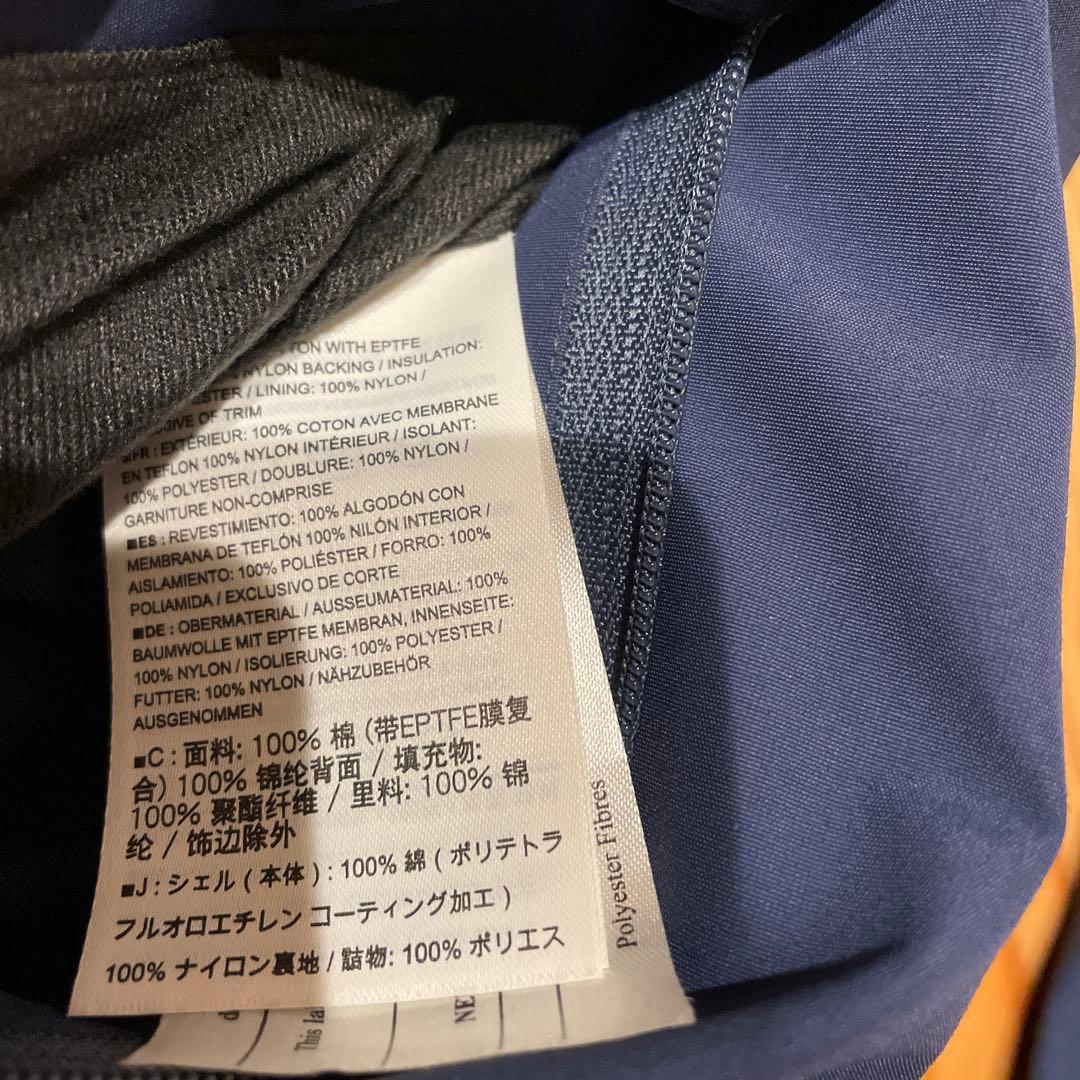 WITH EPTFE
NYLON BACKING / INSULATION:
/ LINING: 100% NYLON /
OF TRIM
■FR : EXTÉRIEUR: 100% COTON AVEC MEMBRANE
EN TEFLON 100% NYLON INTÉRIEUR / ISOLANT:
100% POLYESTER / DOUBLURE: 100% NYLON /
GARNITURE NON-COMPRISE
■ES : REVESTIMIENTO: 100% ALGODÓN CON
MEMBRANA DE TEFLÓN 100% NILÓN INTERIOR /
AISLAMIENTO: 100% POLIÉSTER / FORRO: 100%
POLIAMIDA / EXCLUSIVO DE CORTE
■DE : OBERMATERIAL / AUSSEUMATERIAL: 100%
BAUMWOLLE MIT EPTFE MEMBRAN, INNENSEITE:
100% NYLON / ISOLIERUNG: 100% POLYESTER /
FUTTER: 100% NYLON / NÄHZUBEHÖR
AUSGENOMMEN
■C : 面料: 100% 棉 (带EPTFE膜复
合) 100% 锦纶背面 / 填充物:
100% 聚酯纤维 / 里料: 100% 锦
纶 / 饰边除外
■J : シェル ( 本体 ) : 100% 綿 ( ポリテトラ
フルオロエチレン コーティング加工 )
100% ナイロン裏地 / 詰物: 100% ポリエス
Polyester Fibres
This